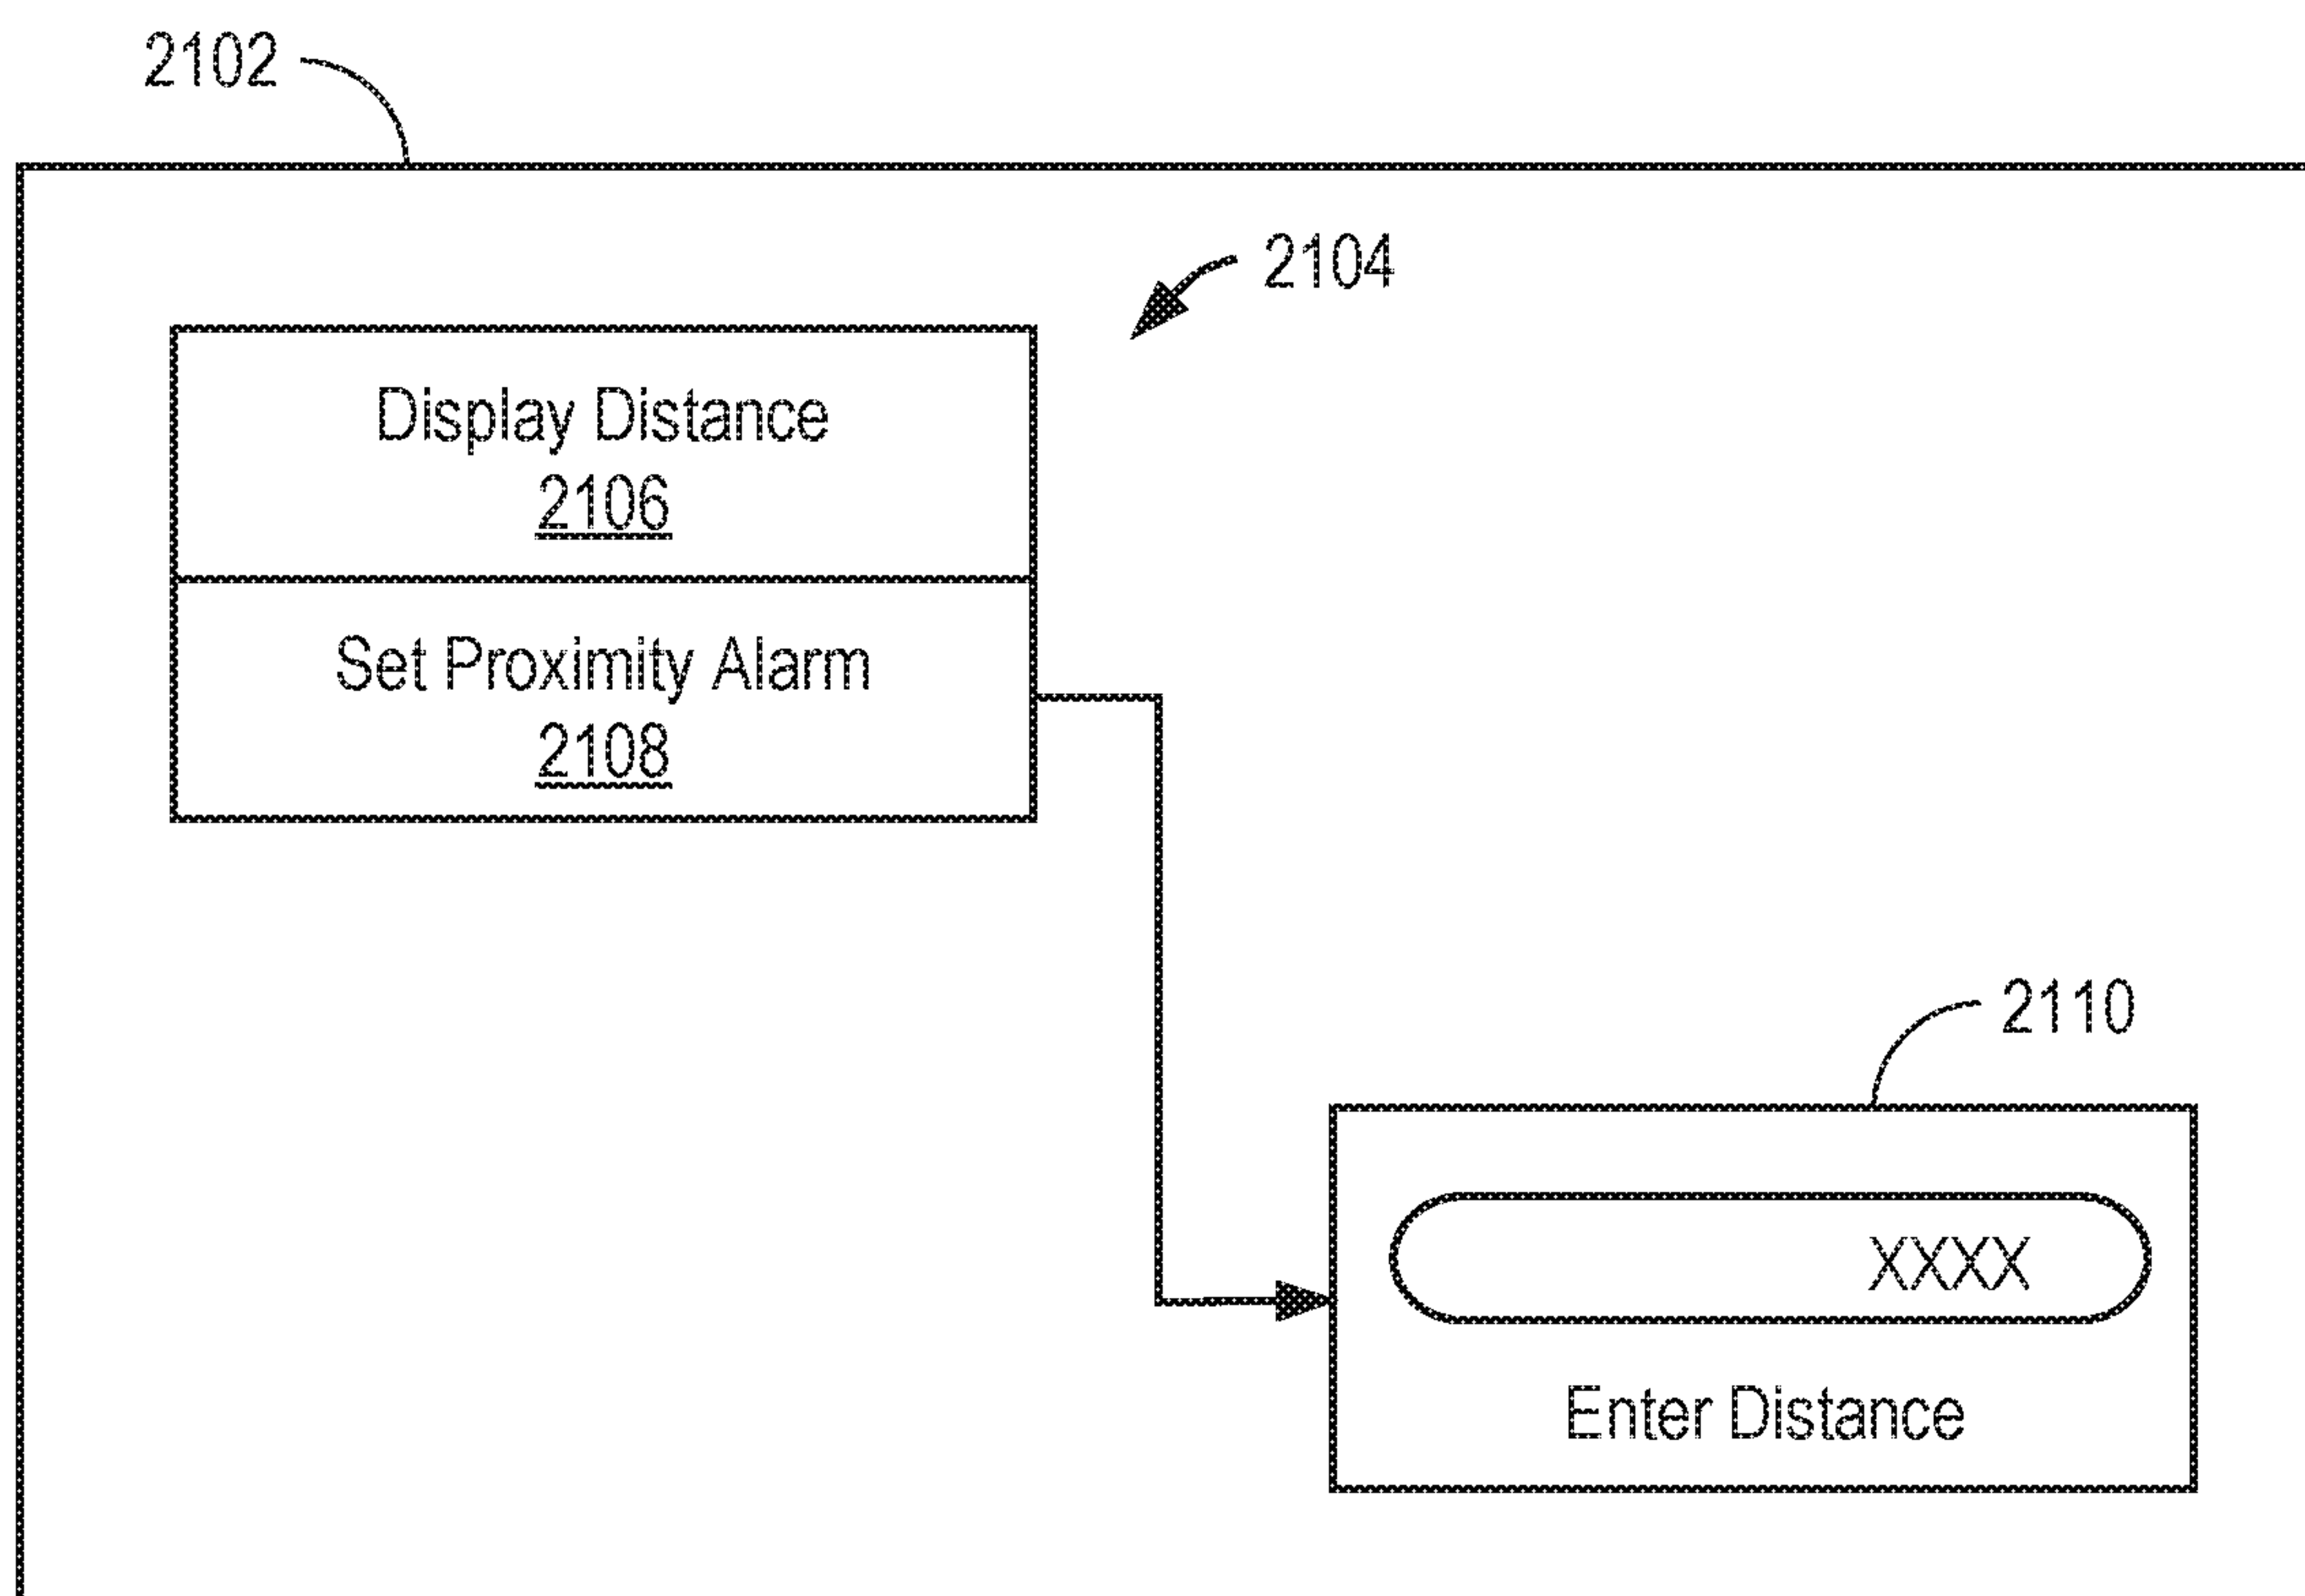 2102
2104
Display Distance
2106
Set Proximity Alarm
2108
2110
XXXX
Enter Distance